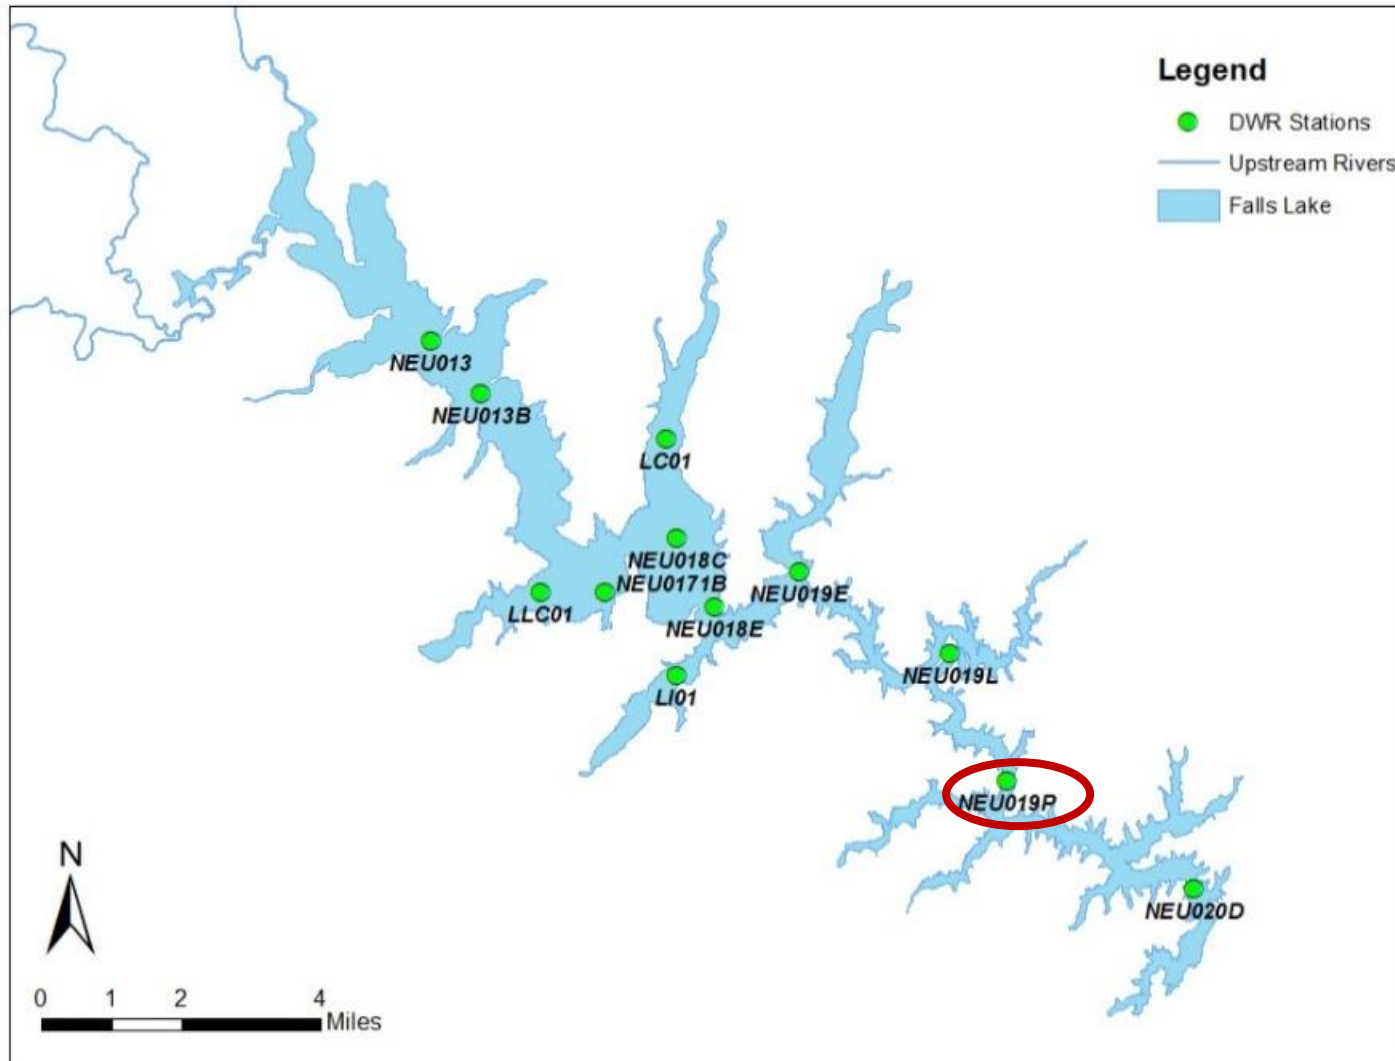 Legend
DWR Stations
Upstream Rivers
Falls Lake
NEU013
NEU013B
LC01
NEU018C
NEU0171B
NEU019E
LLC01
NEU018E
NEU019L
LI01
NEU019P
NEU020D
N
0 1 2 4
Miles